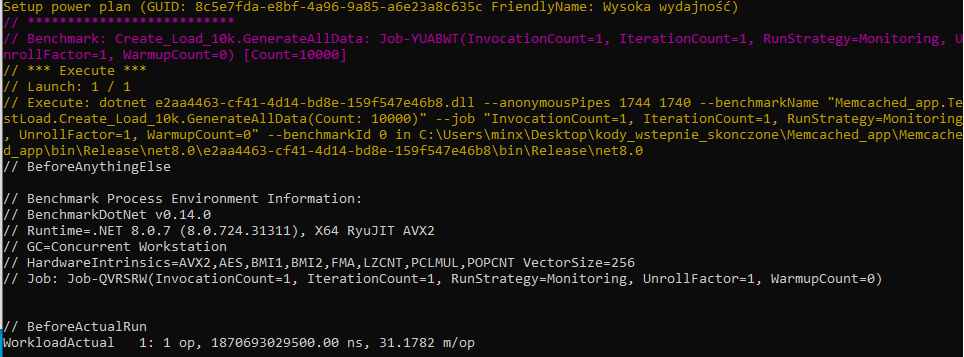 Setup power plan (GUID: 8c5e7fda-e8bf-4a96-9a85-a6e23a8c635c FriendlyName: Wysoka wydajność)
// **************************
// Benchmark: Create_Load_10k.GenerateAllData: Job-YUABWT(InvocationCount=1, IterationCount=1, RunStrategy=Monitoring, U
nrollFactor=1, WarmupCount=0) [Count=10000]
// *** Execute ***
// Launch: 1 / 1
// Execute: dotnet e2aa4463-cf41-4d14-bd8e-159f547e46b8.dll --anonymousPipes 1744 1740 --benchmarkName "Memcached_app.Te
stLoad.Create_Load_10k.GenerateAllData(Count: 10000)" --job "InvocationCount=1, IterationCount=1, RunStrategy=Monitoring
, UnrollFactor=1, WarmupCount=0" --benchmarkId 0 in C:\Users\minx\Desktop\kody_wstepnie_skonczone\Memcached_app\Memcache
d_app\bin\Release\net8.0\e2aa4463-cf41-4d14-bd8e-159f547e46b8\bin\Release\net8.0
// BeforeAnythingElse
// Benchmark Process Environment Information:
// BenchmarkDotNet v0.14.0
// Runtime=.NET 8.0.7 (8.0.724.31311), X64 RyuJIT AVX2
// GC=Concurrent Workstation
// HardwareIntrinsics=AVX2,AES,BMI1,BMI2,FMA,LZCNT,PCLMUL,POPCNT VectorSize=256
// Job: Job-QVRSRW(InvocationCount=1, IterationCount=1, RunStrategy=Monitoring, UnrollFactor=1, WarmupCount=0)
// BeforeActualRun
WorkloadActual   1: 1 op, 1870693029500.00 ns, 31.1782 m/op